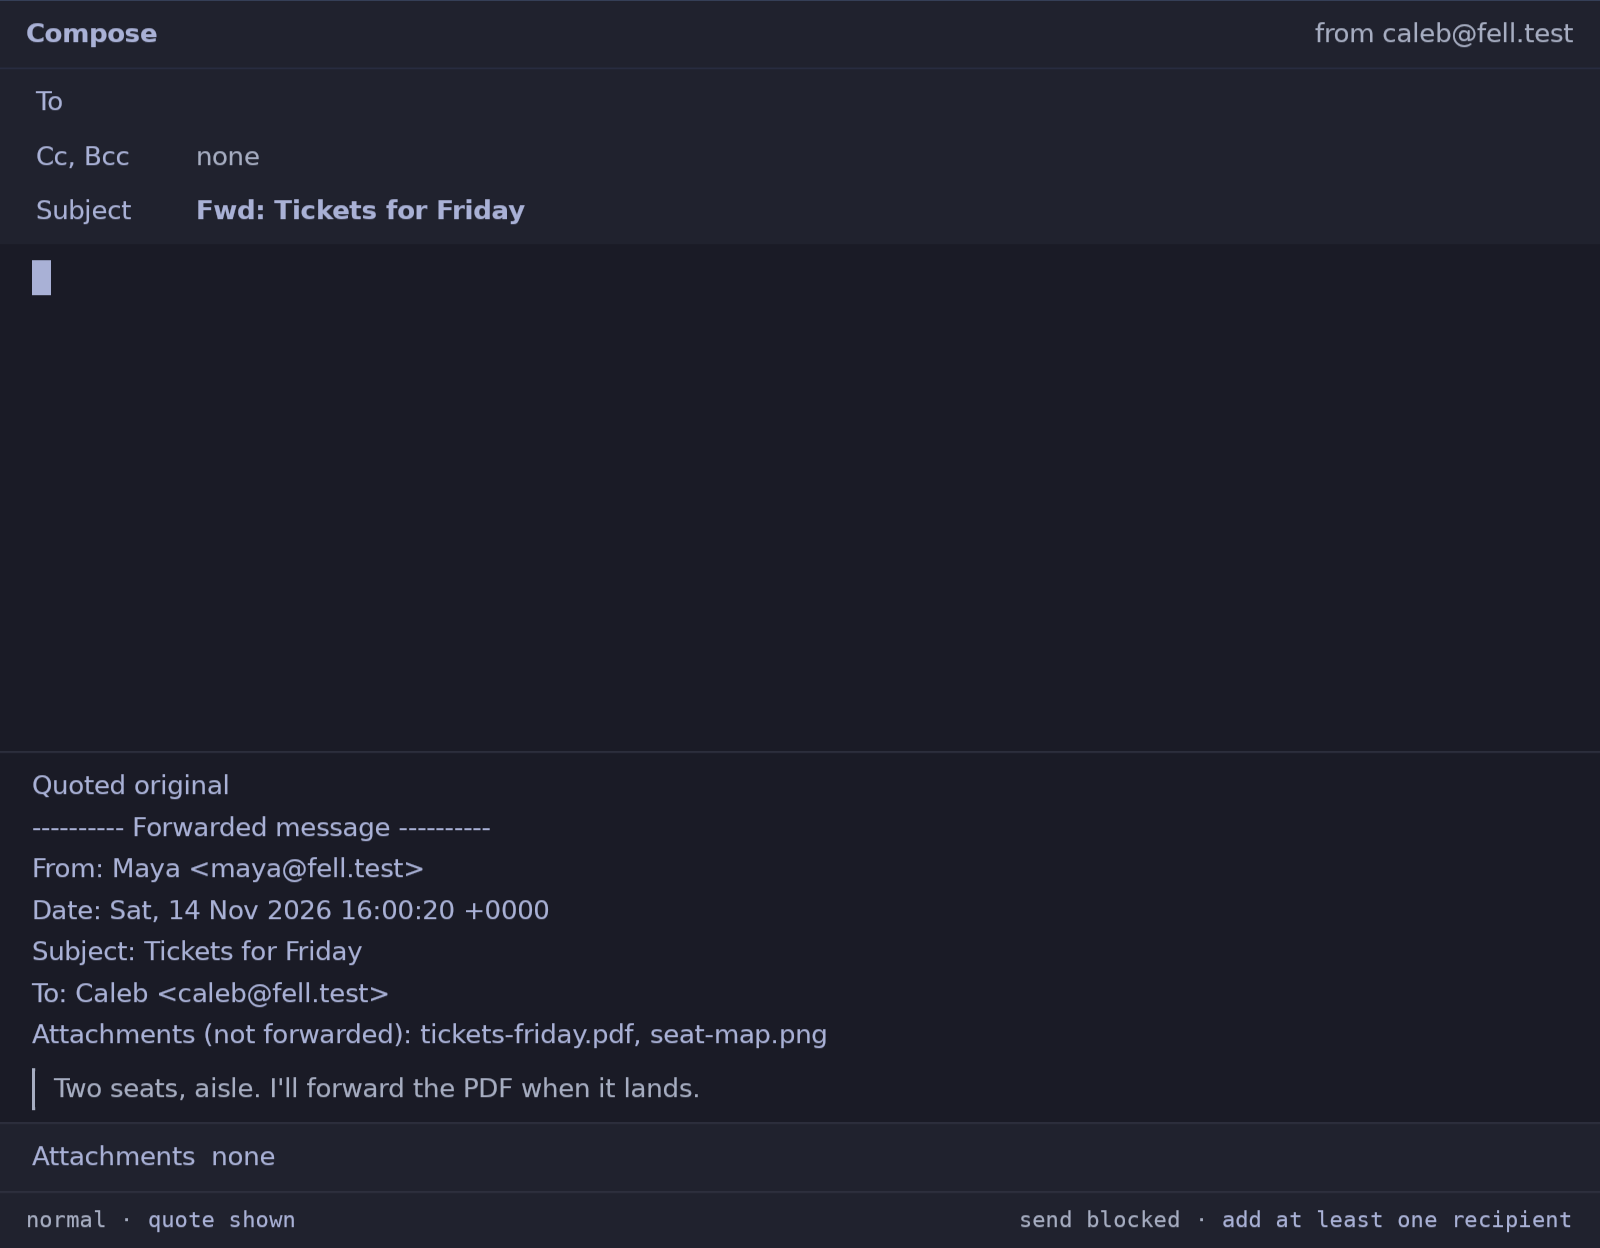 Compose
from caleb@fell.test
To
Cc, Bcc none
Subject Fwd: Tickets for Friday
Quoted original
---------- Forwarded message ----------
From: Maya <maya@fell.test>
Date: Sat, 14 Nov 2026 16:00:20 +0000
Subject: Tickets for Friday
To: Caleb <caleb@fell.test>
Attachments (not forwarded): tickets-friday.pdf, seat-map.png
Two seats, aisle. I'll forward the PDF when it lands.
Attachments none
normal · quote shown
send blocked · add at least one recipient